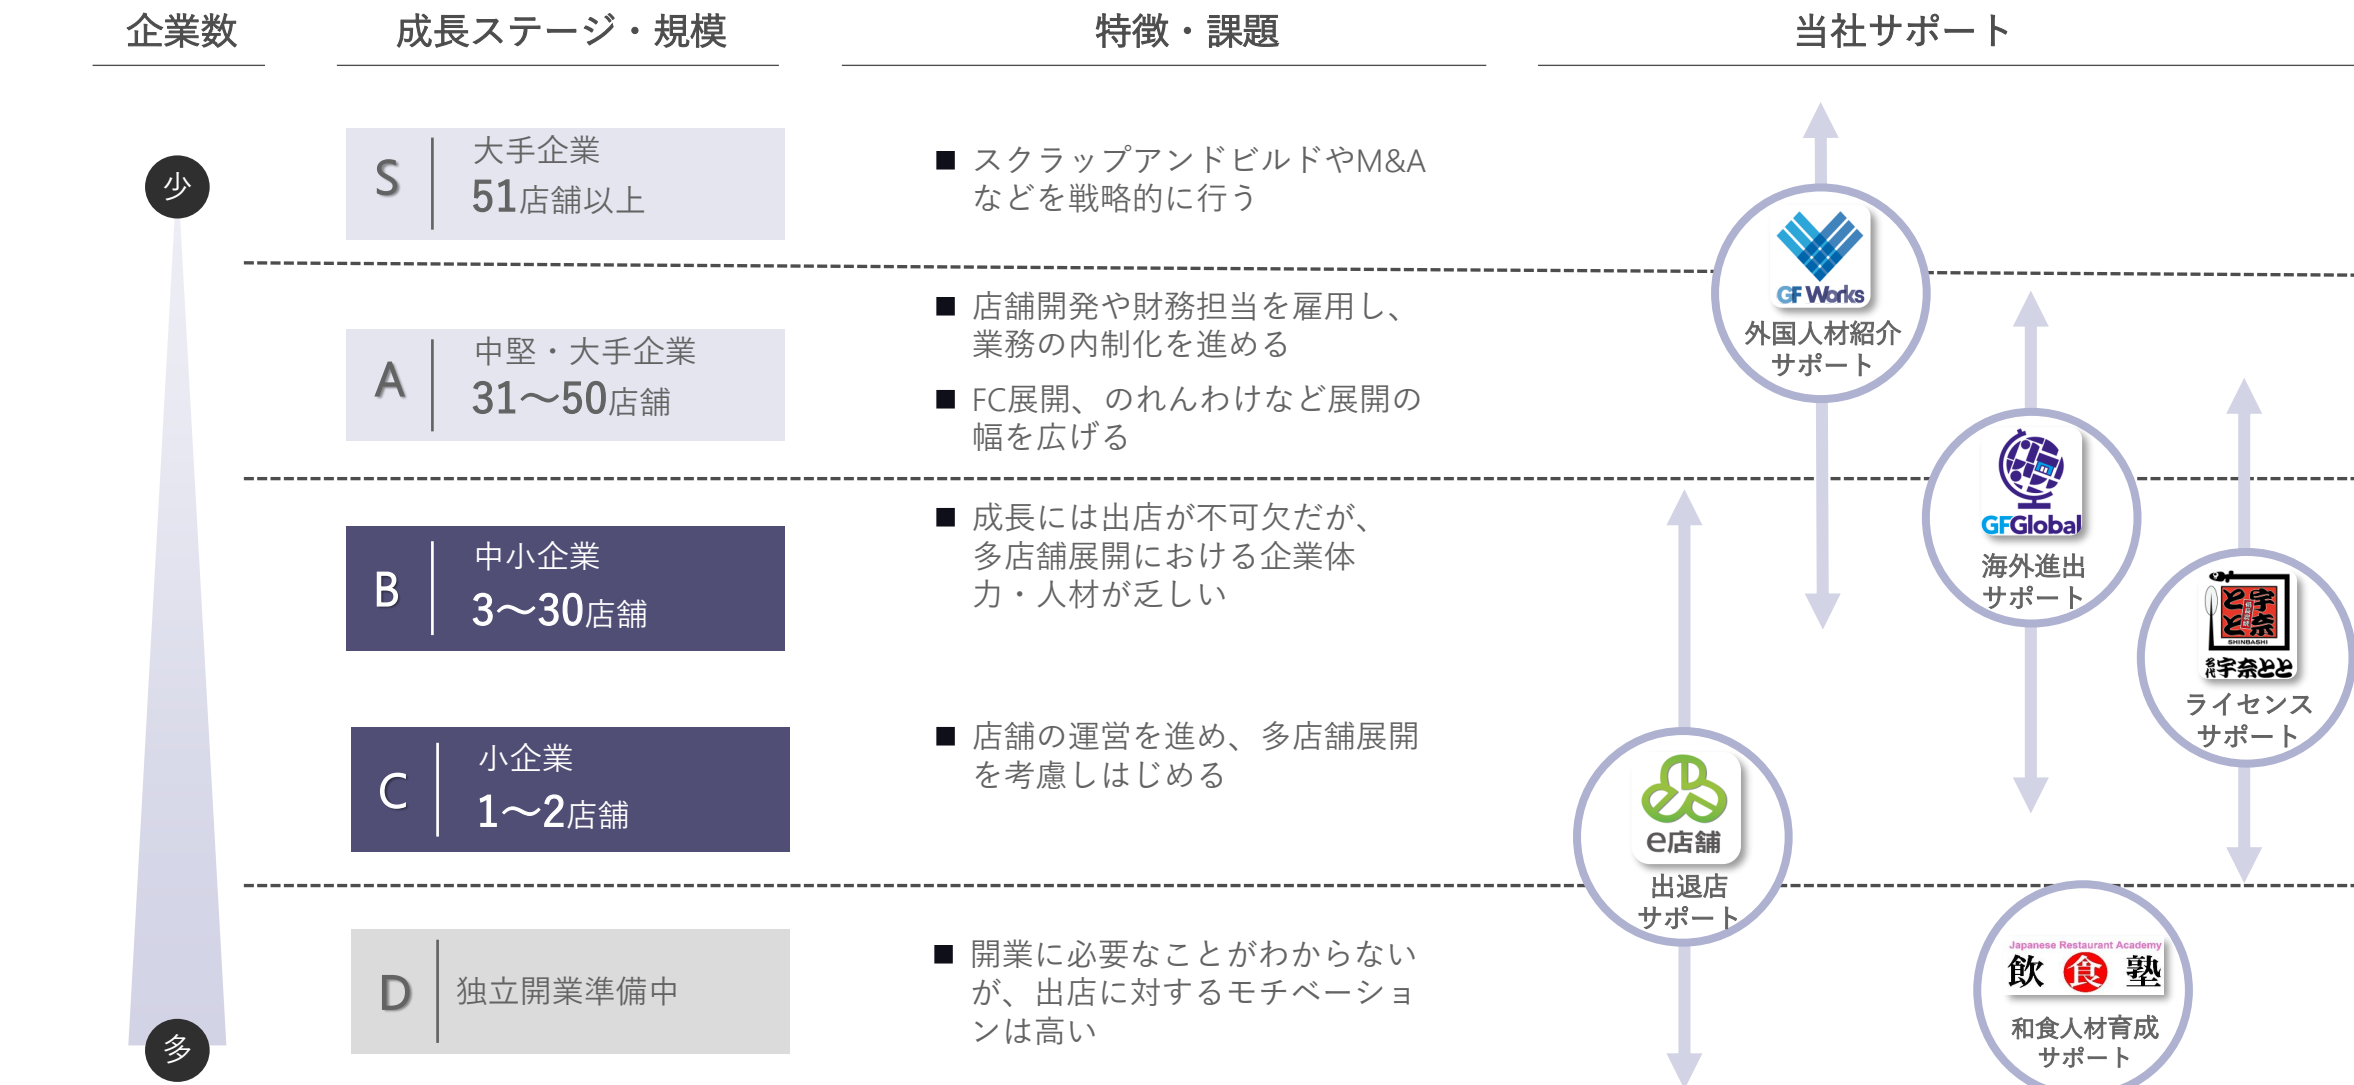 企業数
成長ステージ・規模
特徴・課題
当社サポート
少
S
大手企業
51店舗以上
■ スクラップアンドビルドやM&A
などを戦略的に行う
GF Works
外国人材紹介
サポート
A
中堅・大手企業
31～50店舗
■ 店舗開発や財務担当を雇用し、
業務の内制化を進める
■ FC展開、のれんわけなど展開の
幅を広げる
GFGlobal
海外進出
サポート
B
中小企業
3～30店舗
■ 成長には出店が不可欠だが、
多店舗展開における企業体
力・人材が乏しい
宇奈
とと
SHINBASHI
名代 宇奈とと
ライセンス
サポート
C
小企業
1～2店舗
■ 店舗の運営を進め、多店舗展開
を考慮しはじめる
e店舗
出退店
サポート
D
独立開業準備中
■ 開業に必要なことがわからない
が、出店に対するモチベーショ
ンは高い
Japanese Restaurant Academy
飲食塾
和食人材育成
サポート
多